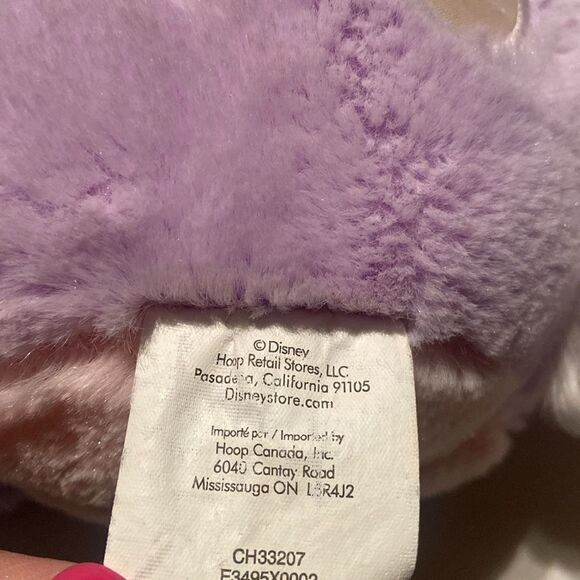 © Disney
Hoop Retail Stores, LLC
Pasadena, California 91105
Disneystore.com
Importé par / Imported by
Hoop Canada, Inc.
6040 Cantay Road
Mississauga ON L5R4J2
CH33207
F3495X0002